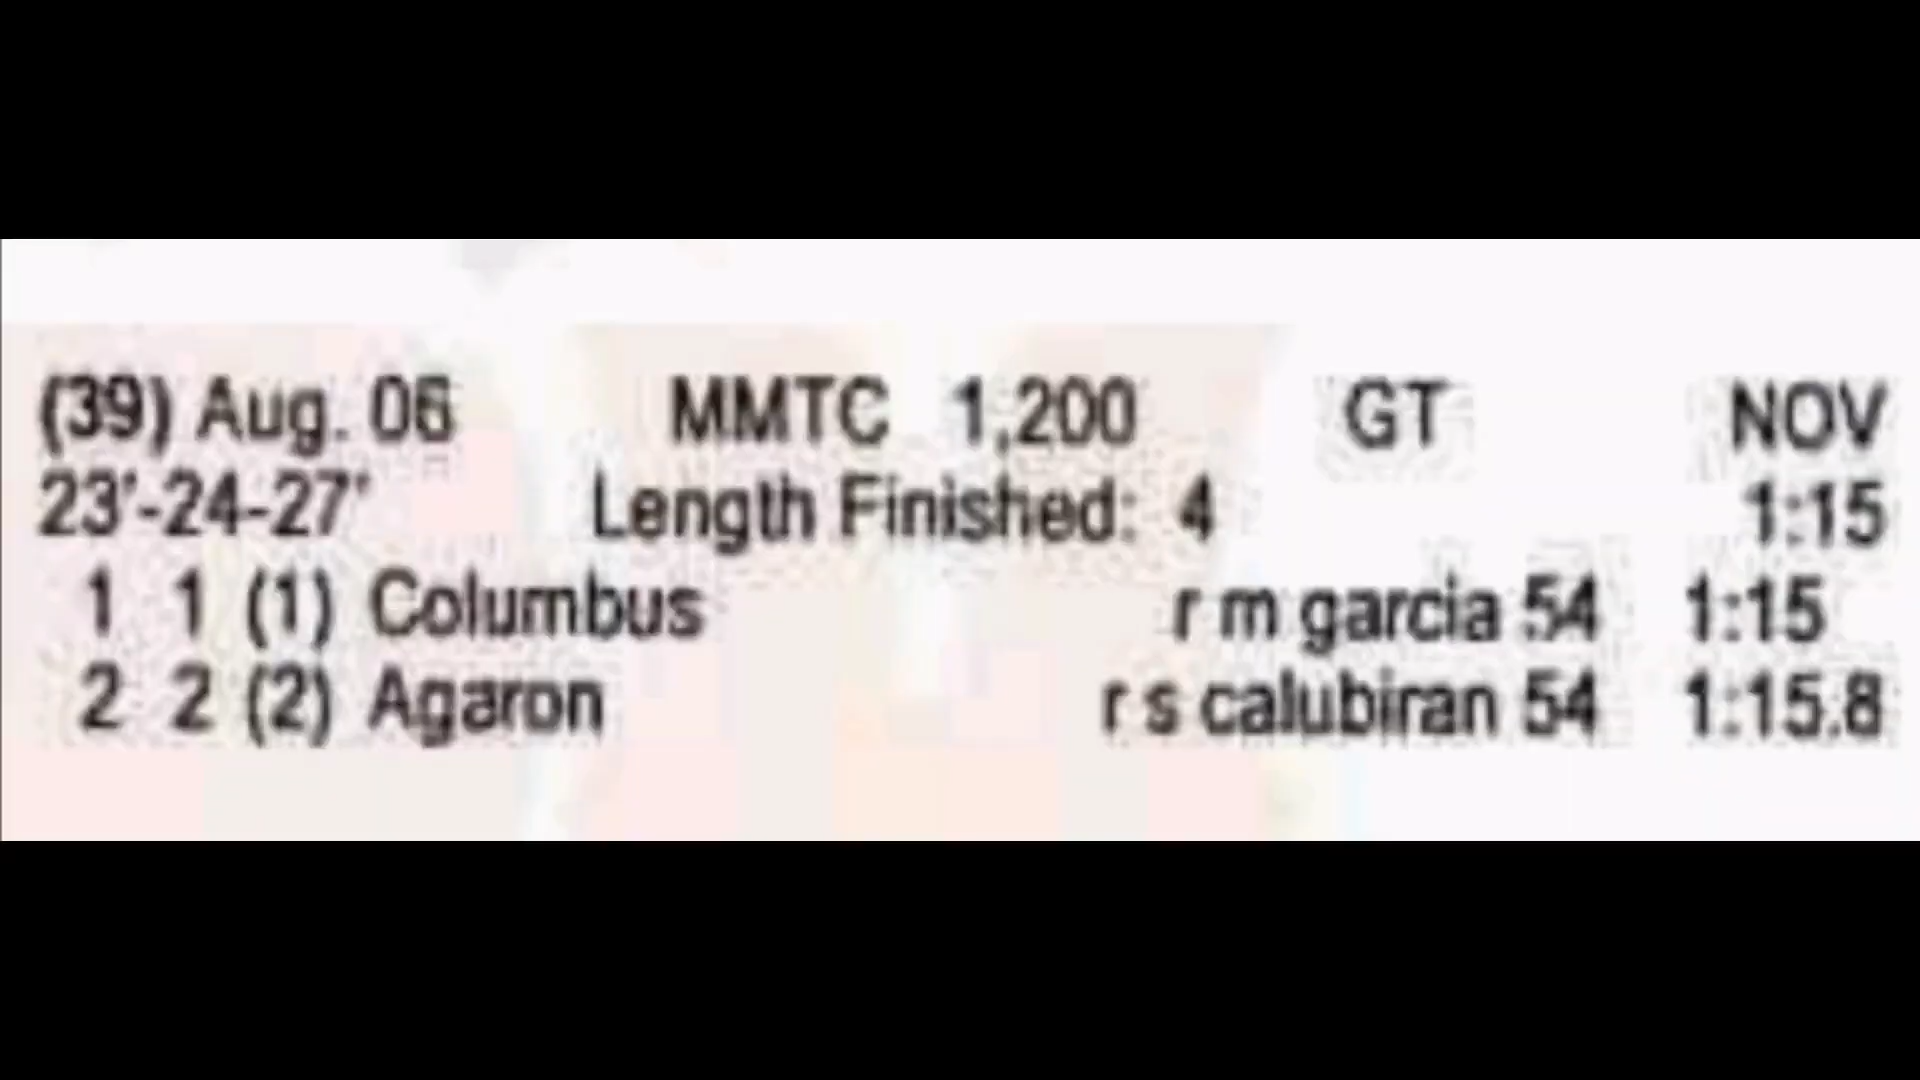 (39) Aug. 06 MMTC 1,200 GT NOV
23'-24-27' Length Finished: 4 1:15
1 1 (1) Columbus r m garcia 54 1:15
2 2 (2) Agaron r s calubiran 54 1:15.8